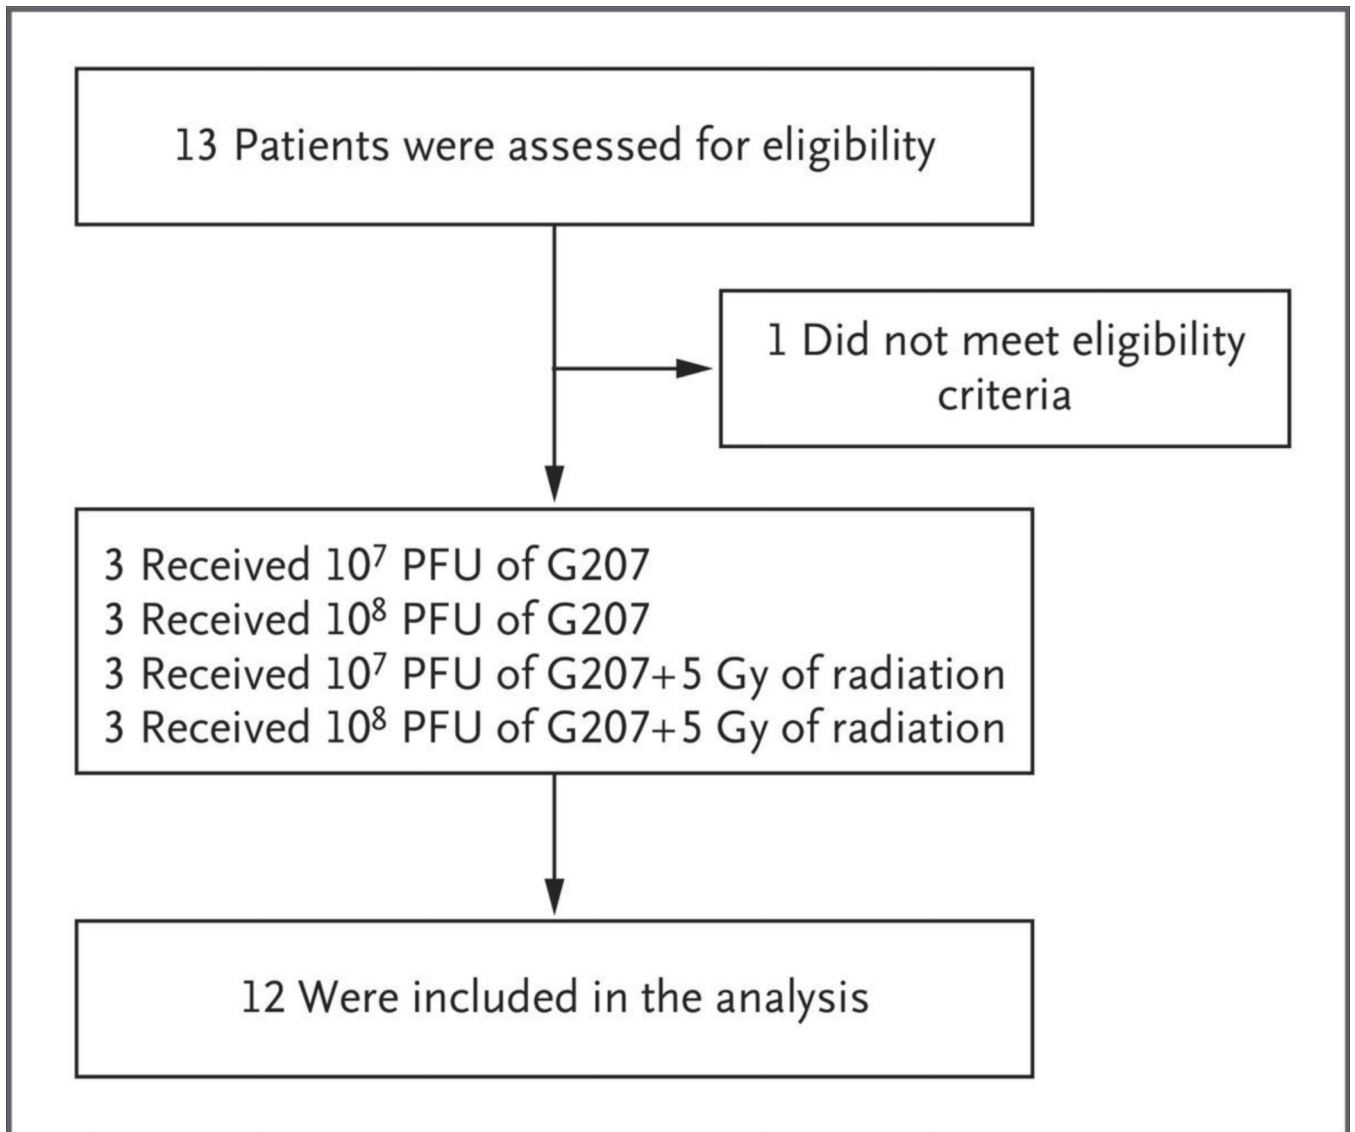 13 Patients were assessed for eligibility
1 Did not meet eligibility
criteria
3 Received 10⁷ PFU of G207
3 Received 10⁸ PFU of G207
3 Received 10⁷ PFU of G207+5 Gy of radiation
3 Received 10⁸ PFU of G207+5 Gy of radiation
12 Were included in the analysis